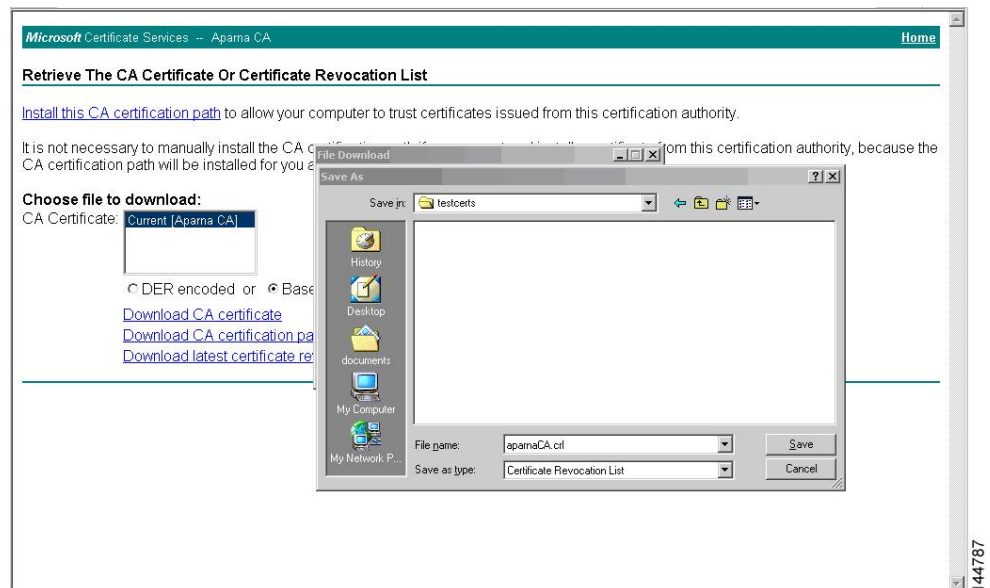 Microsoft Certificate Services -- Aparna CA Home
Retrieve The CA Certificate Or Certificate Revocation List
Install this CA certification path to allow your computer to trust certificates issued from this certification authority.
It is not necessary to manually install the CA from this certification authority, because the
CA certification path will be installed for you
File Download
Save As
Choose file to download:
CA Certificate: Current [Aparna CA]
DER encoded or Base
Download CA certificate
Download CA certification
Download latest certificate
Save in: testcerts
History
Desktop
documents
My Computer
My Network P...
File name: aparnaCA.crl Save
Save as type: Certificate Revocation List Cancel
144787